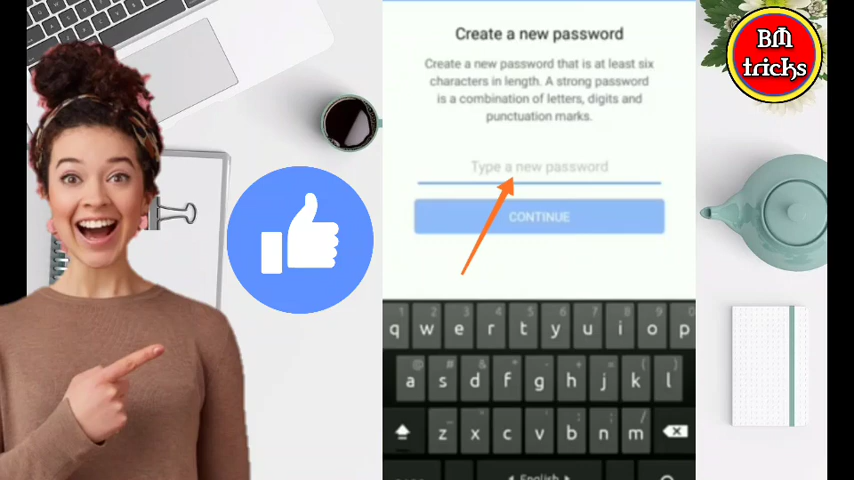 Create a new password
Create a new password that is at least six
characters in length. A strong password
is a combination of letters, digits and
punctuation marks.
Type a new password
CONTINUE
BM
tricks
q w e r t y u i o p
a s d f g h j k l
z x c v b n m
English